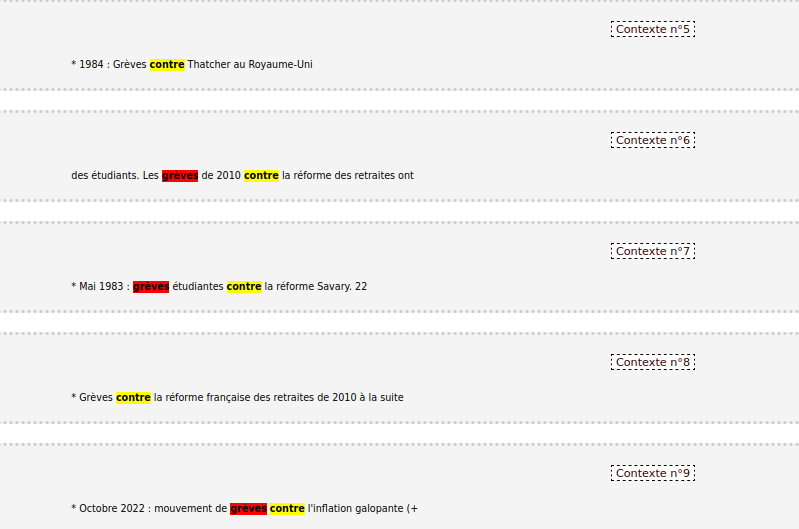 Contexte n°5
* 1984 : Grèves contre Thatcher au Royaume-Uni
Contexte n°6
des étudiants. Les grèves de 2010 contre la réforme des retraites ont
Contexte n°7
* Mai 1983 : grèves étudiantes contre la réforme Savary. 22
Contexte n°8
* Grèves contre la réforme française des retraites de 2010 à la suite
Contexte n°9
* Octobre 2022 : mouvement de grèves contre l'inflation galopante (+